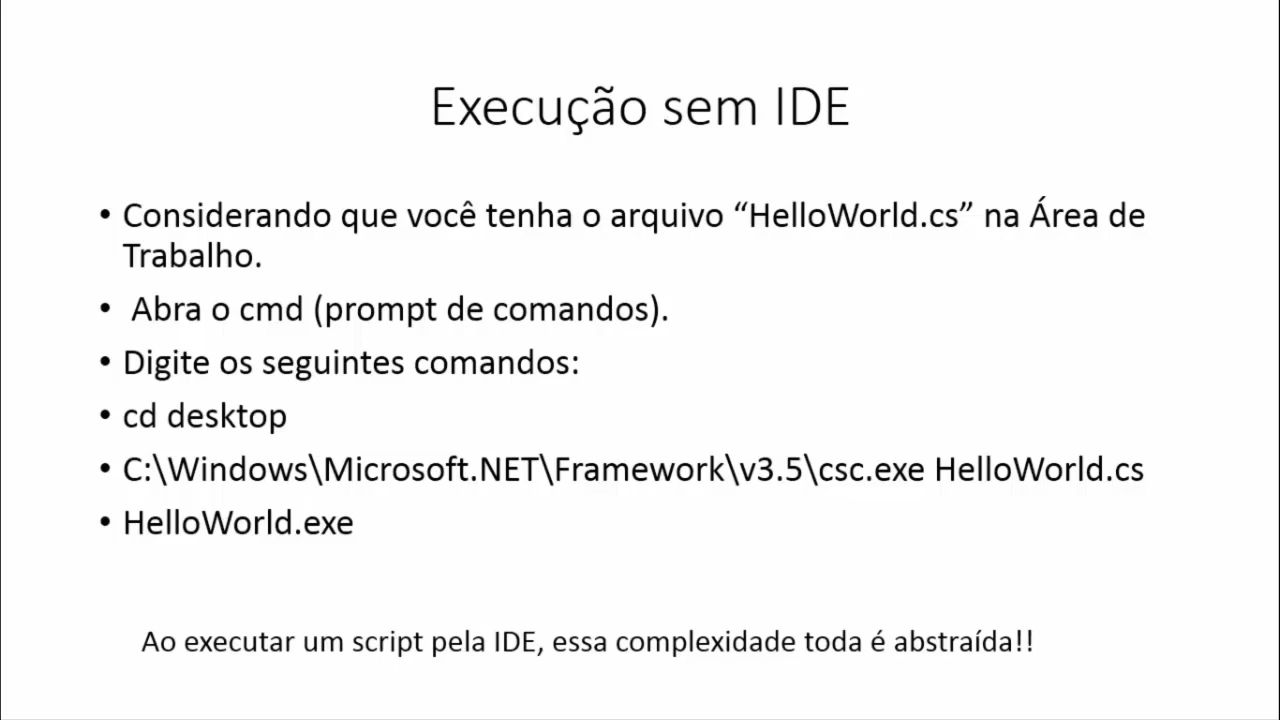 Execução sem IDE
• Considerando que você tenha o arquivo “HelloWorld.cs” na Área de
Trabalho.
• Abra o cmd (prompt de comandos).
• Digite os seguintes comandos:
• cd desktop
• C:\Windows\Microsoft.NET\Framework\v3.5\csc.exe HelloWorld.cs
• HelloWorld.exe
Ao executar um script pela IDE, essa complexidade toda é abstraída!!